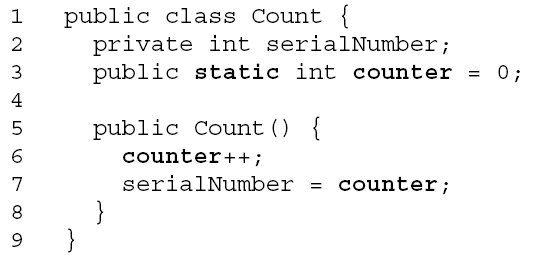 1 public class Count {
2 private int serialNumber;
3 public static int counter = 0;
4
5 public Count() {
6 counter++;
7 serialNumber = counter;
8 }
9 }